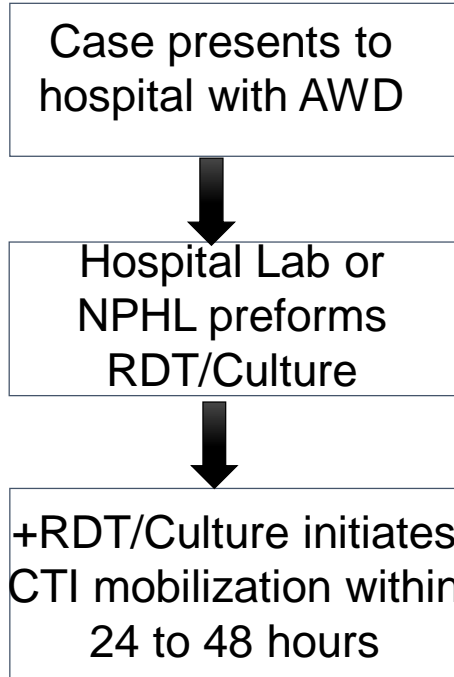 Case presents to
hospital with AWD
Hospital Lab or
NPHL preforms
RDT/Culture
+RDT/Culture initiates
CTI mobilization within
24 to 48 hours